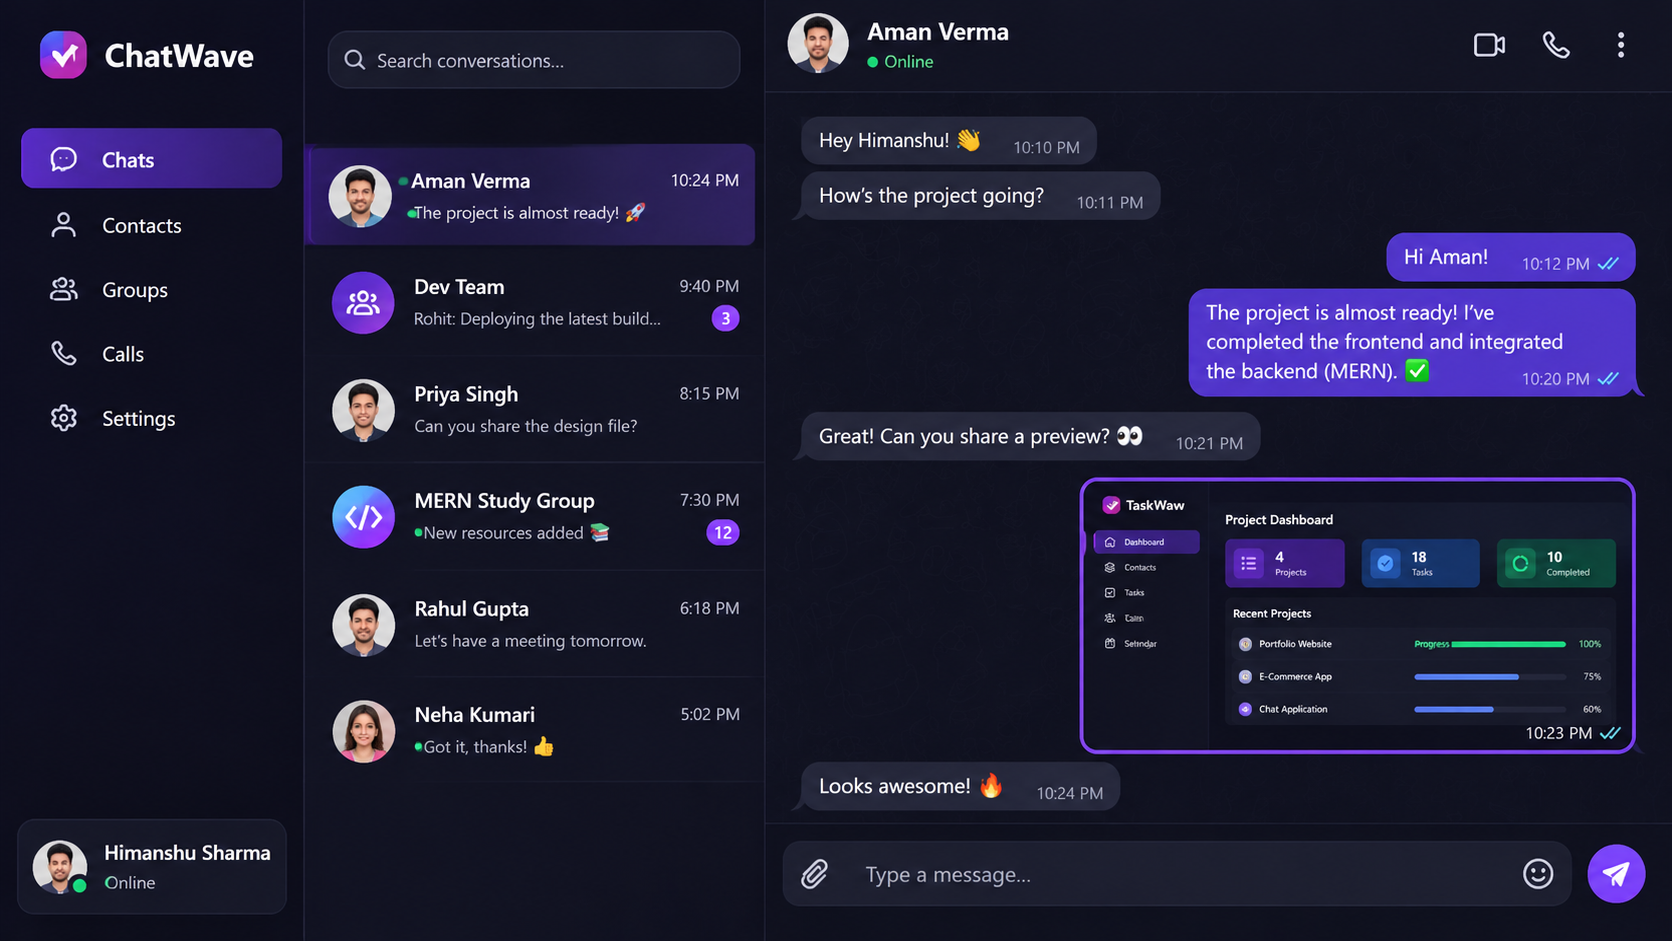 ChatWave
Chats
Contacts
Groups
Calls
Settings
Himanshu Sharma
Online
Search conversations...
Aman Verma
10:24 PM
The project is almost ready! 🚀
Dev Team
9:40 PM
Rohit: Deploying the latest build...
3
Priya Singh
8:15 PM
Can you share the design file?
MERN Study Group
7:30 PM
New resources added 📚
12
Rahul Gupta
6:18 PM
Let's have a meeting tomorrow.
Neha Kumari
5:02 PM
Got it, thanks! 👍
Aman Verma
Online
Hey Himanshu! 👋 10:10 PM
How's the project going? 10:11 PM
Hi Aman! 10:12 PM
The project is almost ready! I've
completed the frontend and integrated
the backend (MERN). ✅ 10:20 PM
Great! Can you share a preview? 👀 10:21 PM
TaskWaw
Dashboard
Contacts
Tasks
Setendar
Project Dashboard
4
Projects
18
Tasks
10
Completed
Recent Projects
Portfolio Website Progress 100%
E-Commerce App 75%
Chat Application 60%
10:23 PM
Looks awesome! 🔥 10:24 PM
Type a message...